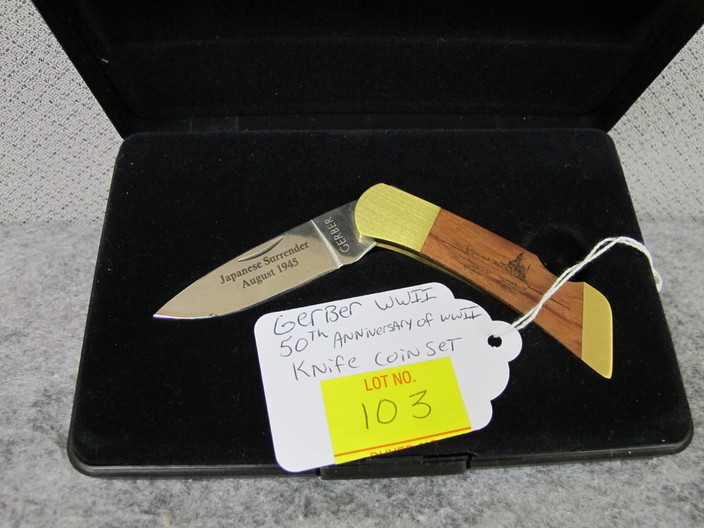 GERBER
Japanese Surrender
August 1945
Gerber WWII
50th Anniversary of WWII
Knife Coin Set
LOT NO.
103